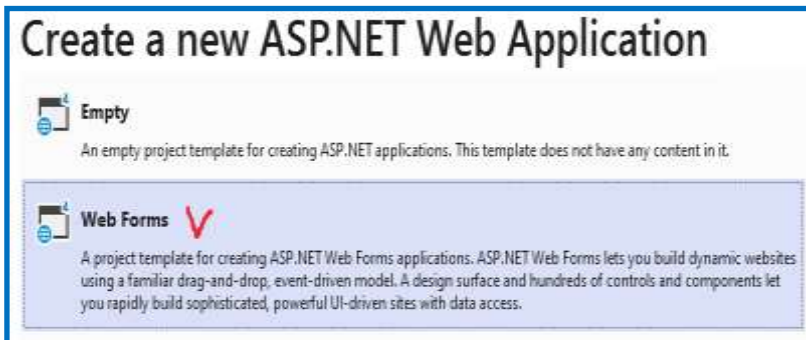 Create a new ASP.NET Web Application
Empty
An empty project template for creating ASP.NET applications. This template does not have any content in it.
Web Forms
A project template for creating ASP.NET Web Forms applications. ASP.NET Web Forms lets you build dynamic websites
using a familiar drag-and-drop, event-driven model. A design surface and hundreds of controls and components let
you rapidly build sophisticated, powerful UI-driven sites with data access.